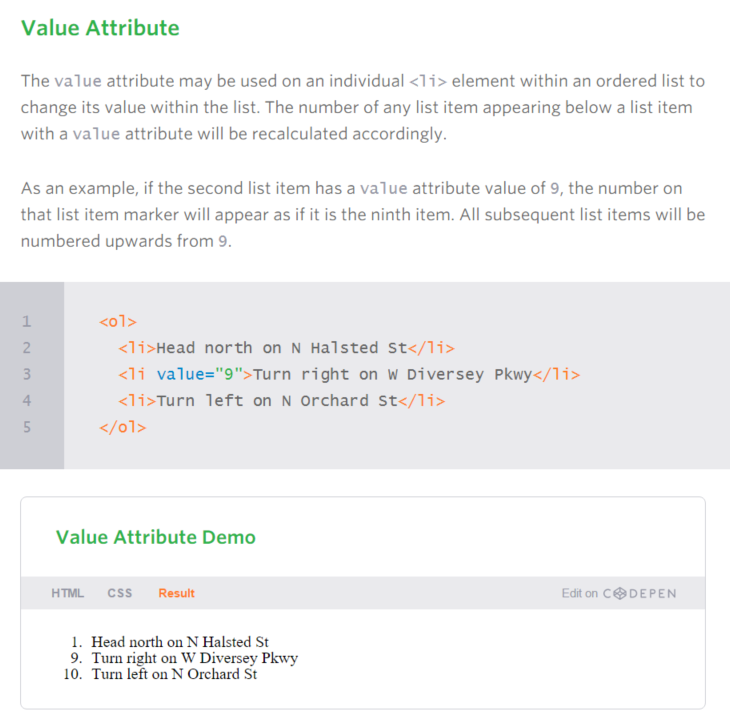 Value Attribute
The value attribute may be used on an individual <li> element within an ordered list to
change its value within the list. The number of any list item appearing below a list item
with a value attribute will be recalculated accordingly.
As an example, if the second list item has a value attribute value of 9, the number on
that list item marker will appear as if it is the ninth item. All subsequent list items will be
numbered upwards from 9.
1 <ol>
2 <li>Head north on N Halsted St</li>
3 <li value="9">Turn right on W Diversey Pkwy</li>
4 <li>Turn left on N Orchard St</li>
5 </ol>
Value Attribute Demo
HTML CSS Result Edit on CODEPEN
1. Head north on N Halsted St
9. Turn right on W Diversey Pkwy
10. Turn left on N Orchard St